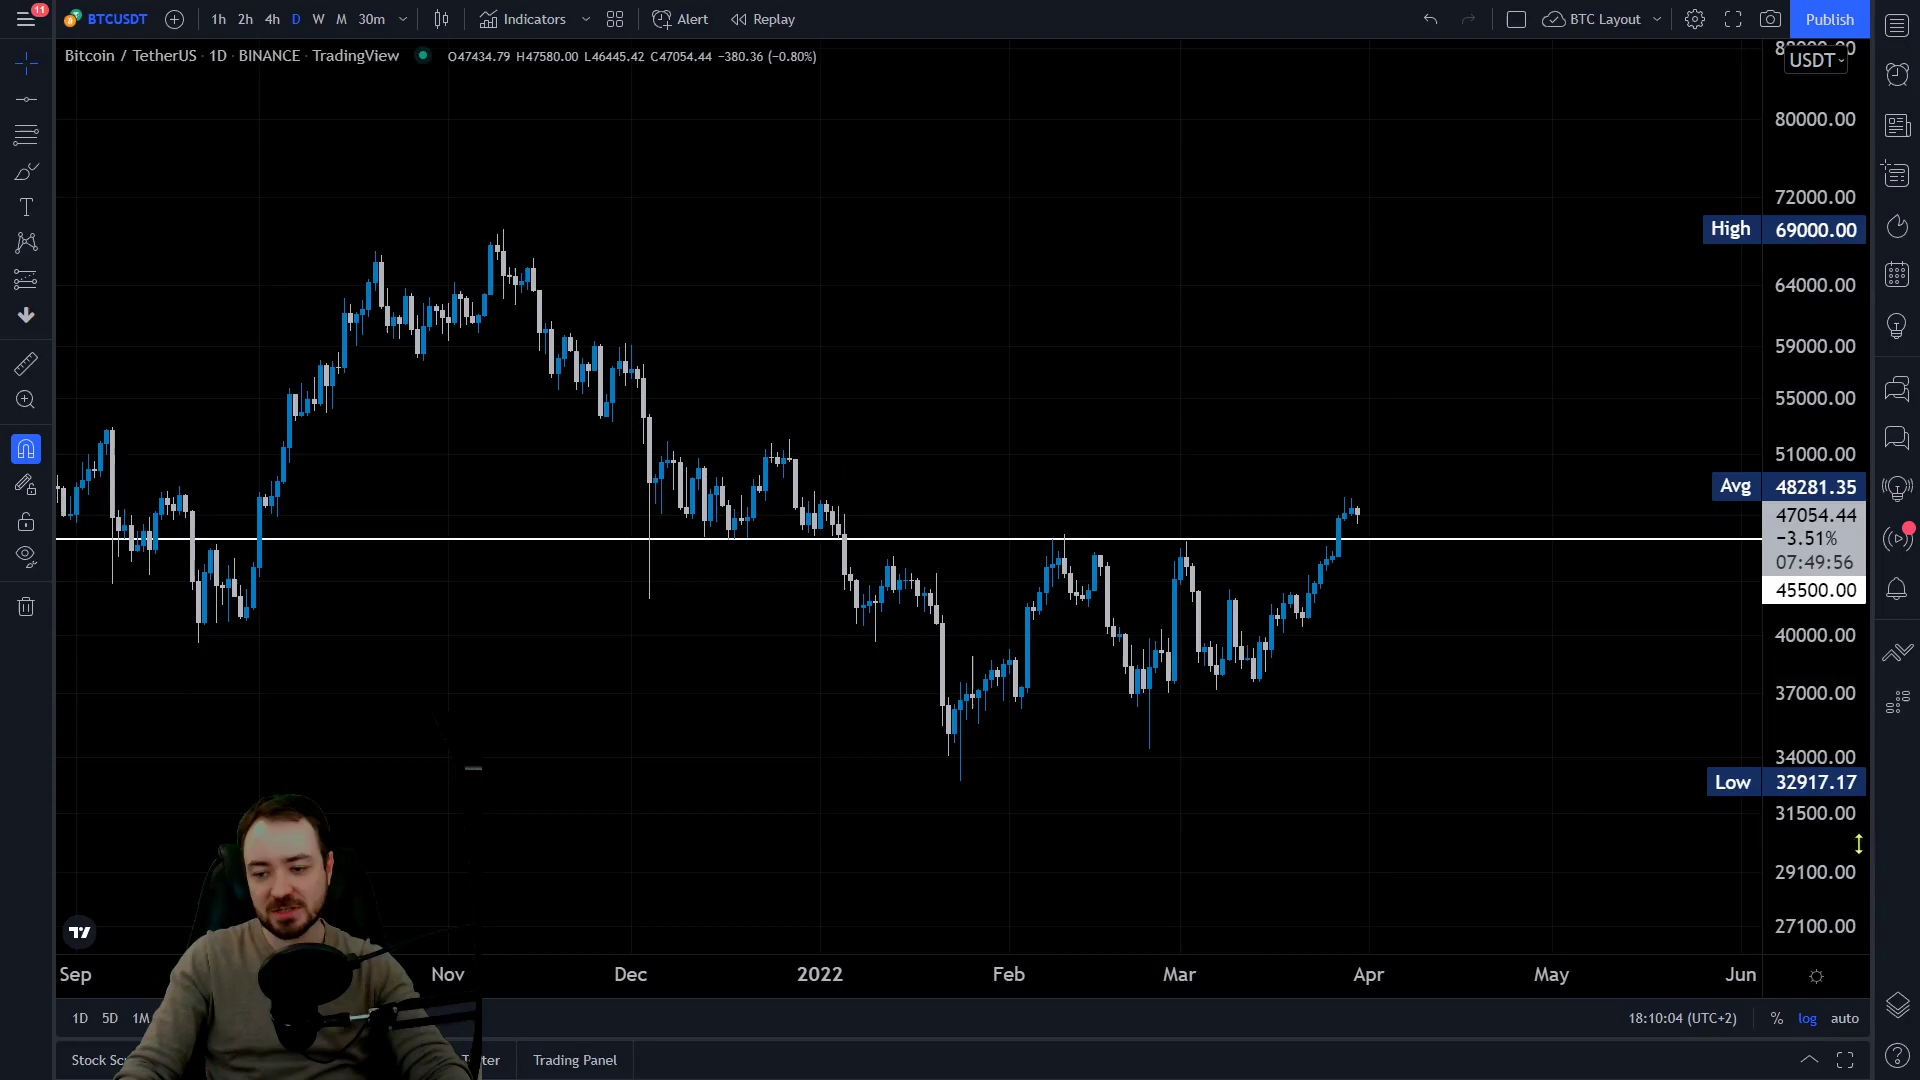 11
BTCUSDT 1h 2h 4h D W M 30m Indicators Alert Replay BTC Layout Publish
Bitcoin / TetherUS · 1D · BINANCE · TradingView O47434.79 H47580.00 L46445.42 C47054.44 −380.36 (−0.80%)
USDT
80000.00
72000.00
High 69000.00
64000.00
59000.00
55000.00
51000.00
Avg 48281.35
47054.44
−3.51%
07:49:56
45500.00
40000.00
37000.00
34000.00
Low 32917.17
31500.00
29100.00
27100.00
Sep Nov Dec 2022 Feb Mar Apr May Jun
1D 5D 1M 18:10:04 (UTC+2) % log auto
Stock Trading Panel